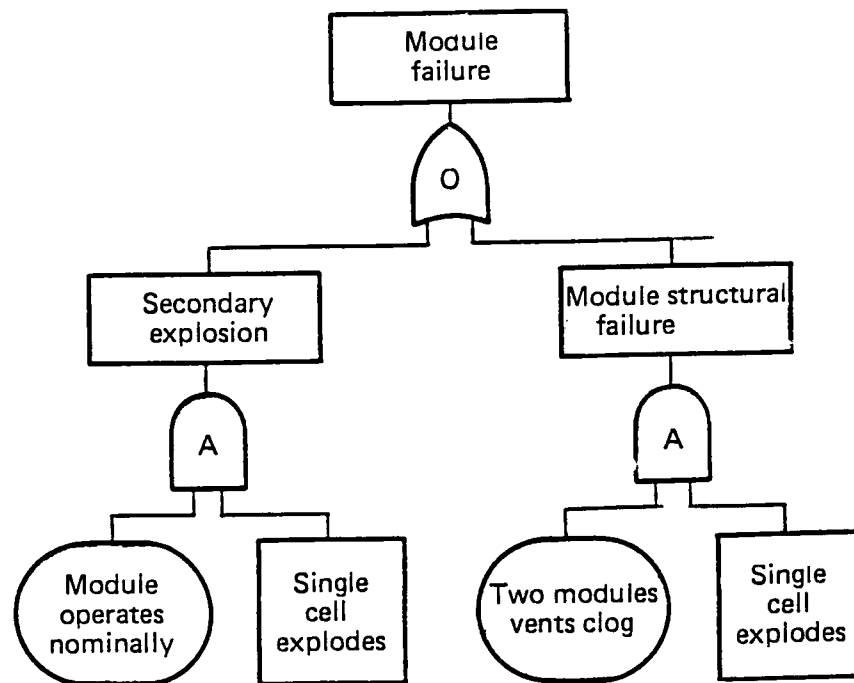 Module
failure
O
Secondary
explosion
Module structural
failure
A
A
Module
operates
nominally
Single
cell
explodes
Two modules
vents clog
Single
cell
explodes